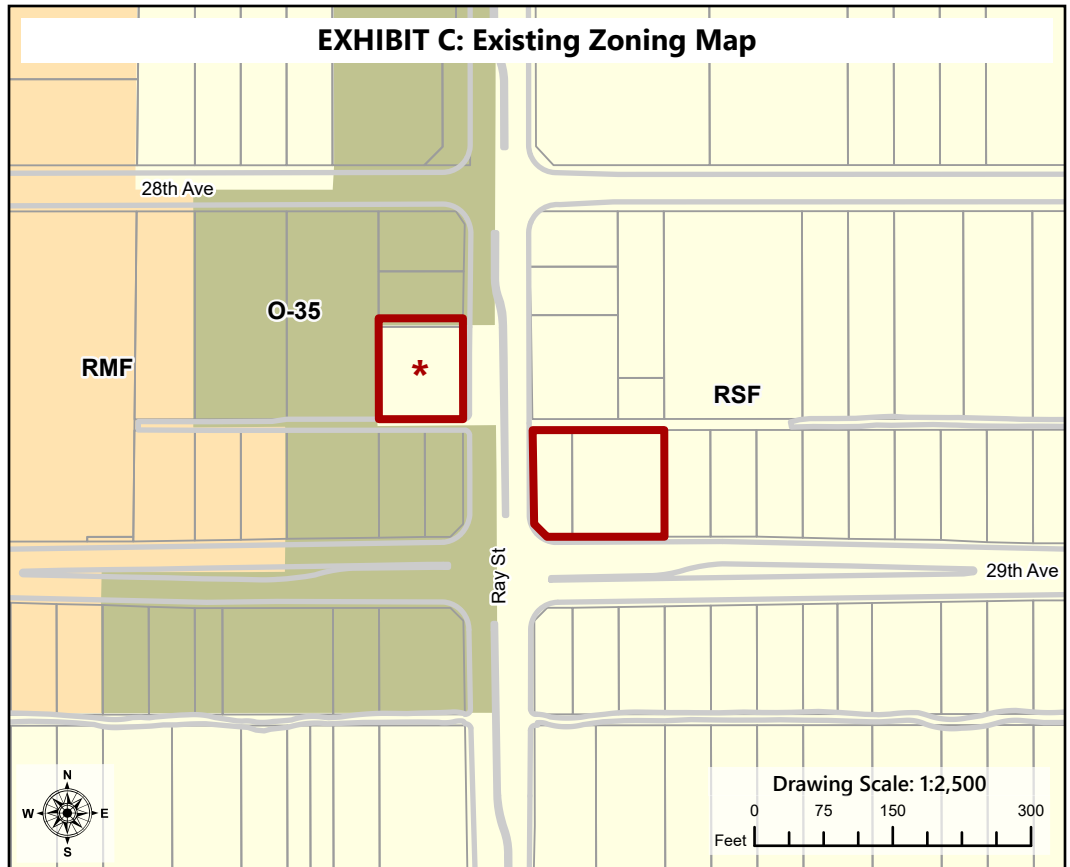 EXHIBIT C: Existing Zoning Map
28th Ave
O-35
RMF
*
RSF
Ray St
29th Ave
N
W E
S
Drawing Scale: 1:2,500
0 75 150 300
Feet